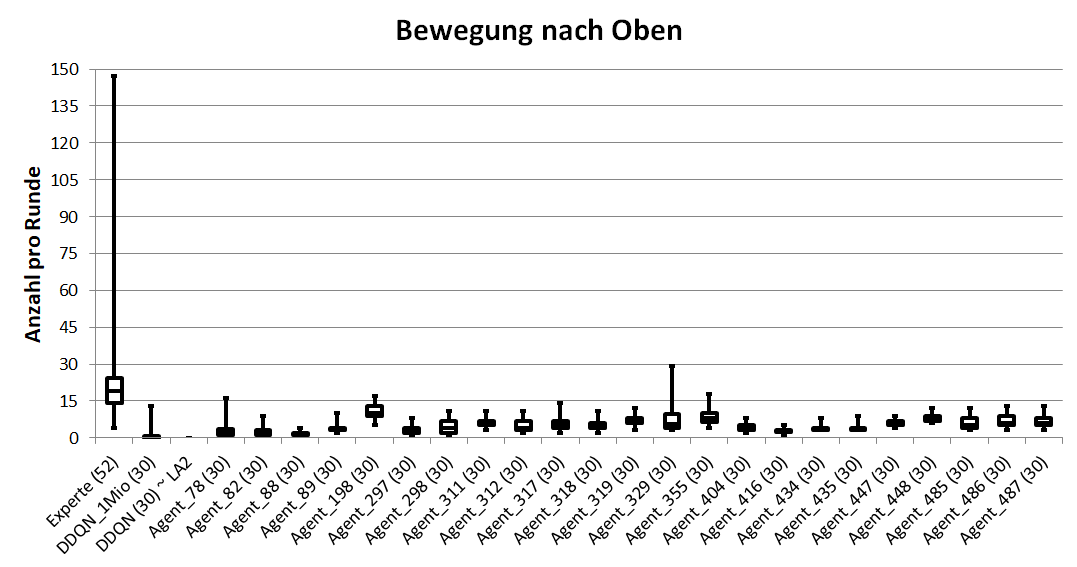 Bewegung nach Oben
Anzahl pro Runde
150
135
120
105
90
75
60
45
30
15
0
Experte (52)
DDQN_1Mio (30)
DDQN (30) ~ LA2
Agent_78 (30)
Agent_82 (30)
Agent_88 (30)
Agent_89 (30)
Agent_198 (30)
Agent_297 (30)
Agent_298 (30)
Agent_311 (30)
Agent_312 (30)
Agent_317 (30)
Agent_318 (30)
Agent_319 (30)
Agent_329 (30)
Agent_355 (30)
Agent_404 (30)
Agent_416 (30)
Agent_434 (30)
Agent_435 (30)
Agent_447 (30)
Agent_448 (30)
Agent_485 (30)
Agent_486 (30)
Agent_487 (30)